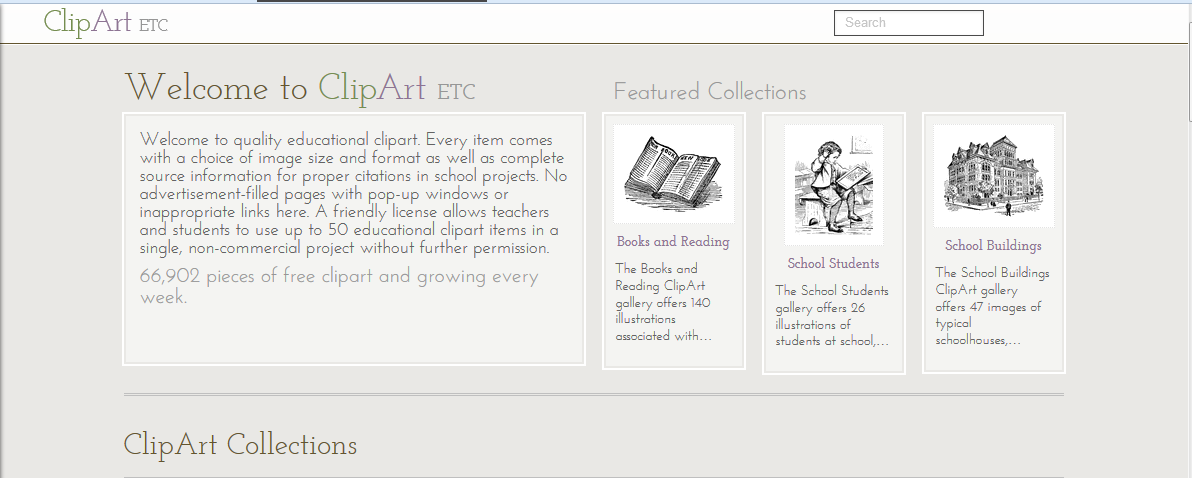 ClipArt ETC
Search
Welcome to ClipArt ETC
Welcome to quality educational clipart. Every item comes
with a choice of image size and format as well as complete
source information for proper citations in school projects. No
advertisement-filled pages with pop-up windows or
inappropriate links here. A friendly license allows teachers
and students to use up to 50 educational clipart items in a
single, non-commercial project without further permission.
66,902 pieces of free clipart and growing every
week.
Featured Collections
Books and Reading
The Books and
Reading ClipArt
gallery offers 140
illustrations
associated with...
School Students
The School Students
gallery offers 26
illustrations of
students at school,...
School Buildings
The School Buildings
ClipArt gallery
offers 47 images of
typical
schoolhouses,...
ClipArt Collections